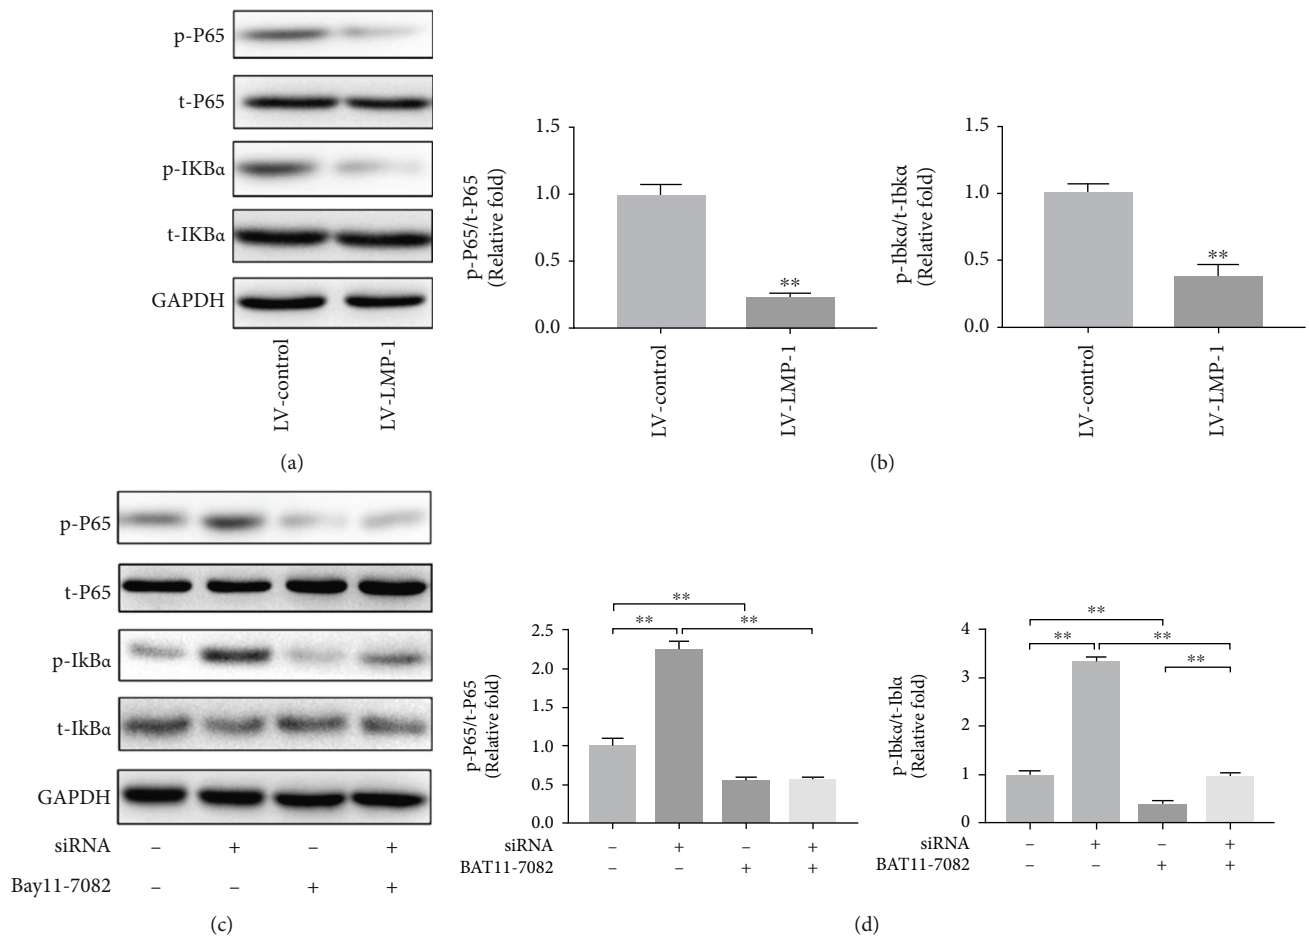 p-P65
t-P65
p-IKBα
t-IKBα
GAPDH
LV-control
LV-LMP-1
(a)
p-P65/t-P65
(Relative fold)
1.5
1.0
0.5
0.0
**
LV-control
LV-LMP-1
p-Ibkα/t-Ibkα
(Relative fold)
1.5
1.0
0.5
0.0
**
LV-control
LV-LMP-1
(b)
p-P65
t-P65
p-IkBα
t-IkBα
GAPDH
siRNA – + – +
Bay11-7082 – – + +
(c)
p-P65/t-P65
(Relative fold)
2.5
2.0
1.5
1.0
0.5
0.0
**
** **
siRNA – + – +
BAT11-7082 – – + +
p-Ibkα/t-Iblα
(Relative fold)
4
3
2
1
0
**
** **
**
siRNA – + – +
BAT11-7082 – – + +
(d)